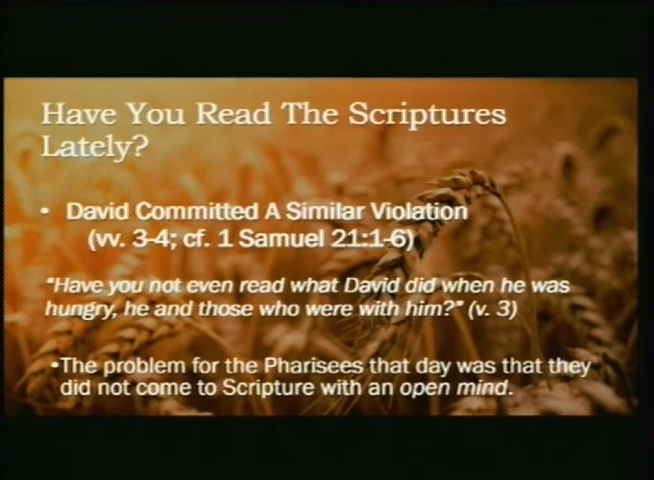 Have You Read The Scriptures
Lately?
• David Committed A Similar Violation
(vv. 3-4; cf. 1 Samuel 21:1-6)
"Have you not even read what David did when he was
hungry, he and those who were with him?" (v. 3)
•The problem for the Pharisees that day was that they
did not come to Scripture with an open mind.